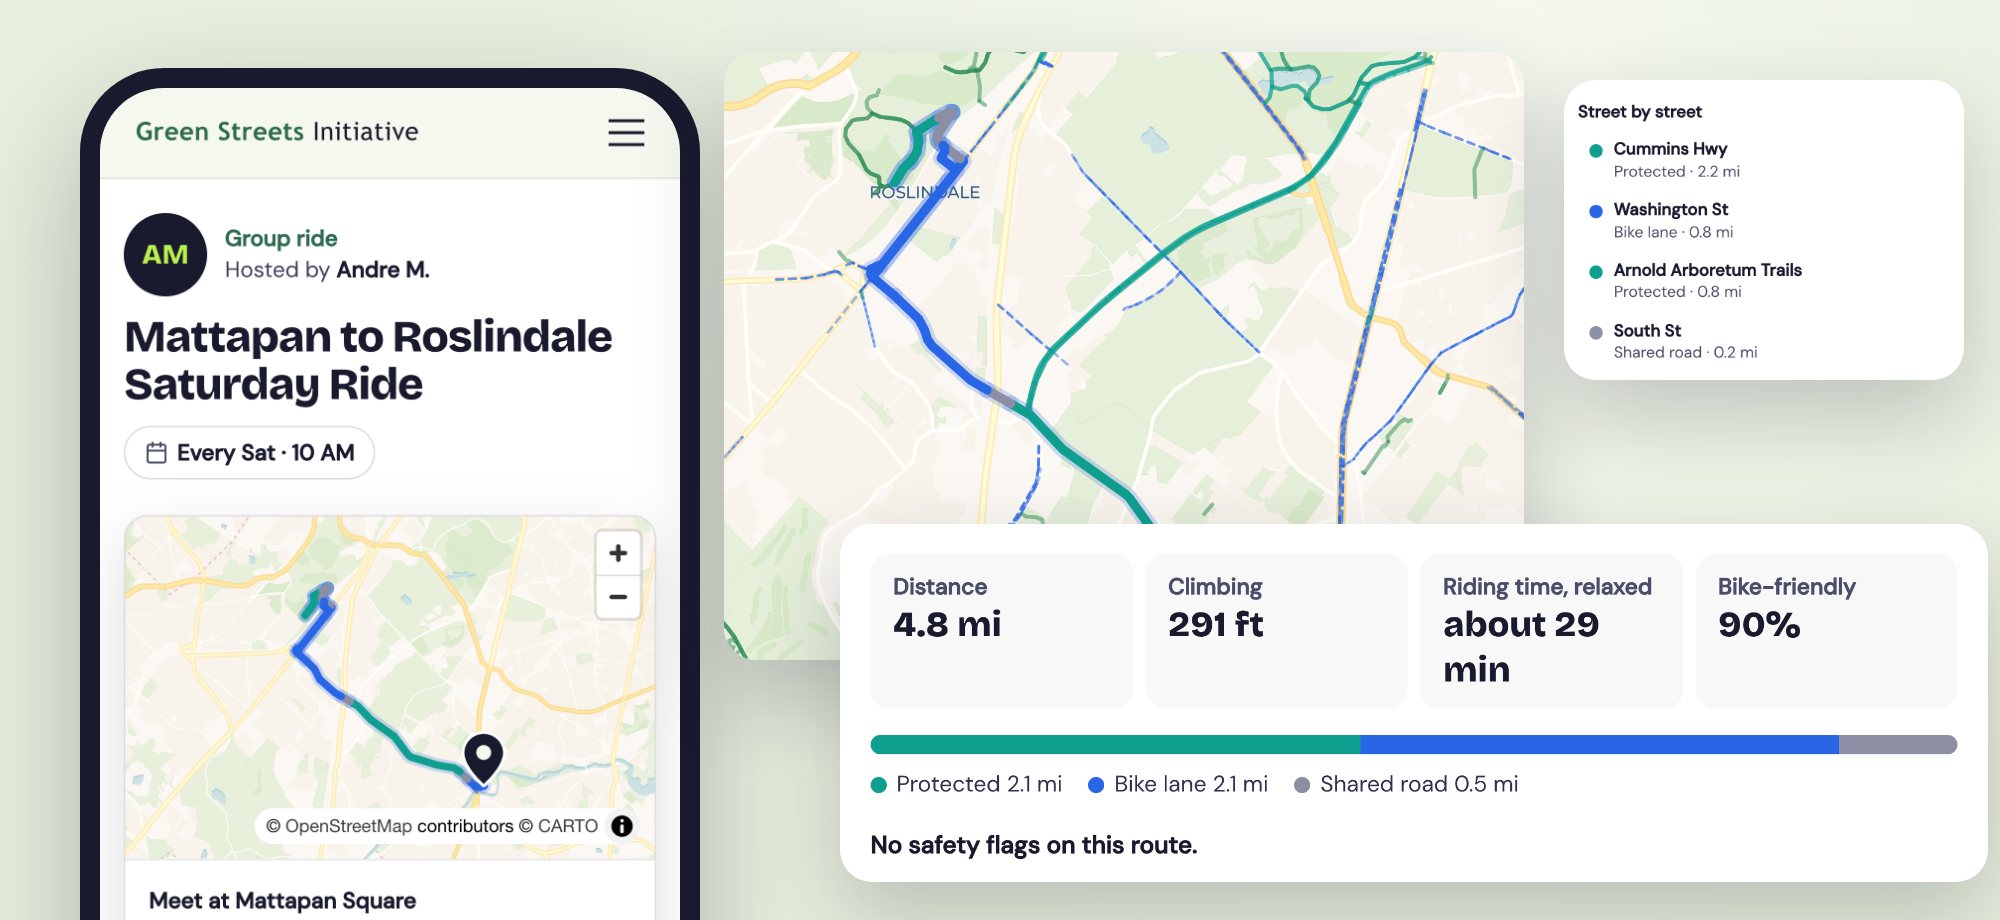 Green Streets Initiative
AM
Group ride
Hosted by Andre M.
Mattapan to Roslindale
Saturday Ride
Every Sat · 10 AM
© OpenStreetMap contributors © CARTO
Meet at Mattapan Square
ROSLINDALE
Street by street
Cummins Hwy
Protected · 2.2 mi
Washington St
Bike lane · 0.8 mi
Arnold Arboretum Trails
Protected · 0.8 mi
South St
Shared road · 0.2 mi
Distance
4.8 mi
Climbing
291 ft
Riding time, relaxed
about 29
min
Bike-friendly
90%
Protected 2.1 mi
Bike lane 2.1 mi
Shared road 0.5 mi
No safety flags on this route.